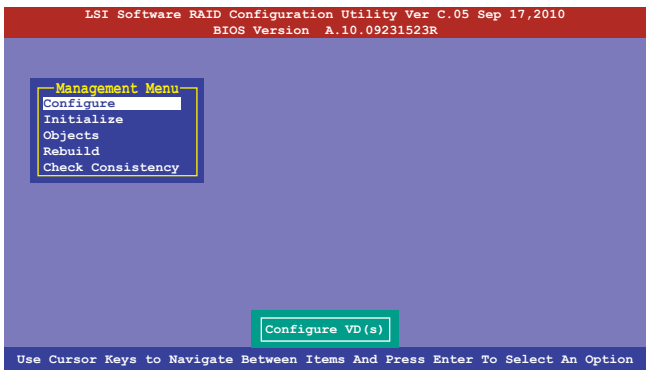 LSI Software RAID Configuration Utility Ver C.05 Sep 17,2010
BIOS Version A.10.09231523R
Management Menu
Configure
Initialize
Objects
Rebuild
Check Consistency
Configure VD(s)
Use Cursor Keys to Navigate Between Items And Press Enter To Select An Option